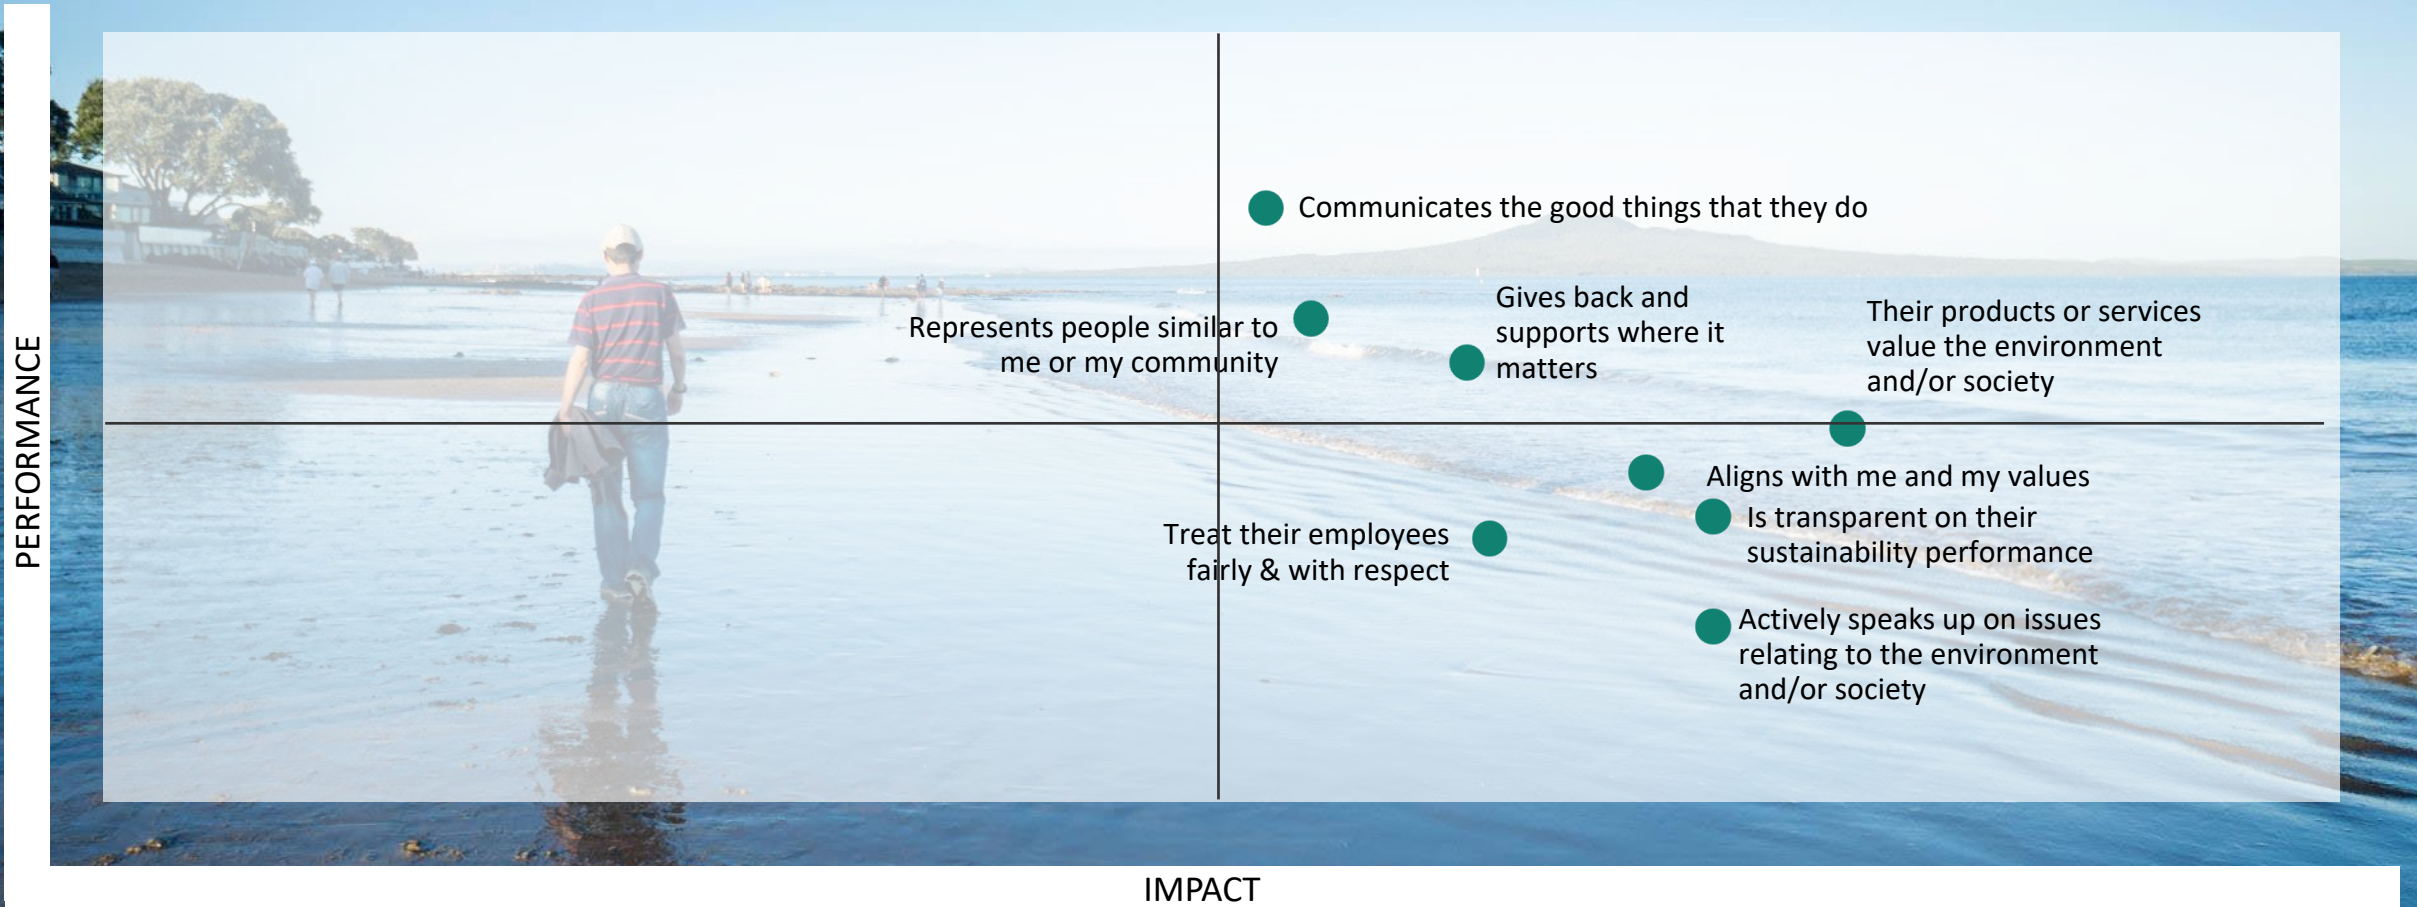 Communicates the good things that they do
Represents people similar to
me or my community
Gives back and
supports where it
matters
Their products or services
value the environment
and/or society
Aligns with me and my values
Is transparent on their
sustainability performance
Treat their employees
fairly & with respect
Actively speaks up on issues
relating to the environment
and/or society
PERFORMANCE
IMPACT